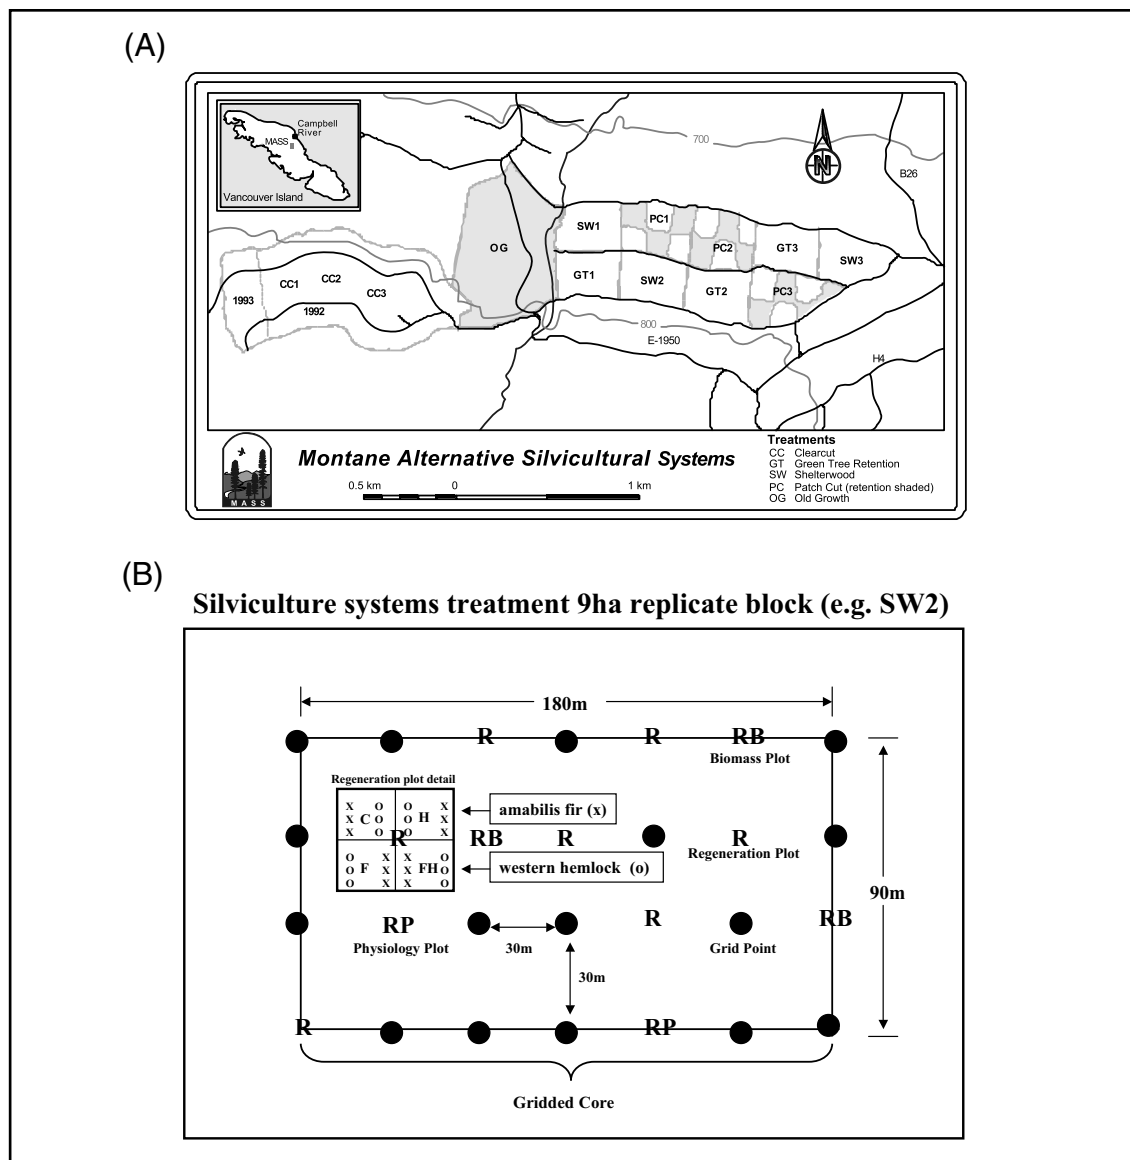 (A)
Campbell
River
MASS
II
Vancouver Island
700
B26
OG
SW1
PC1
PC2
GT3
SW3
GT1
SW2
GT2
PC3
CC1
CC2
CC3
1993
1992
800
E-1950
H4
N
MASS
Montane Alternative Silvicultural Systems
0.5 km 0 1 km
Treatments
CC Clearcut
GT Green Tree Retention
SW Shelterwood
PC Patch Cut (retention shaded)
OG Old Growth
(B)
Silviculture systems treatment 9ha replicate block (e.g. SW2)
180m
R R RB
Biomass Plot
Regeneration plot detail
X O O X
X C O O H X
X O O X
amabilis fir (x)
R RB R R
Regeneration Plot
O X X O
O F X X FH O
O X X O
western hemlock (o)
90m
RP R RB
Physiology Plot
30m
Grid Point
30m
R RP
Gridded Core